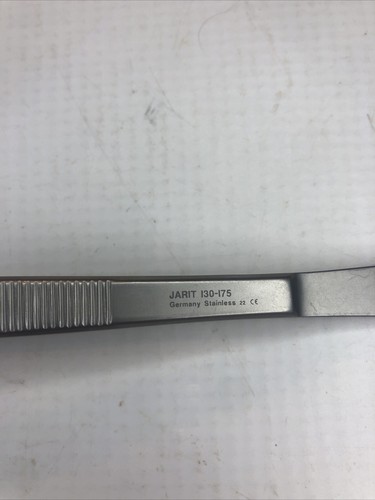 JARIT 130-175
Germany Stainless 22 CE